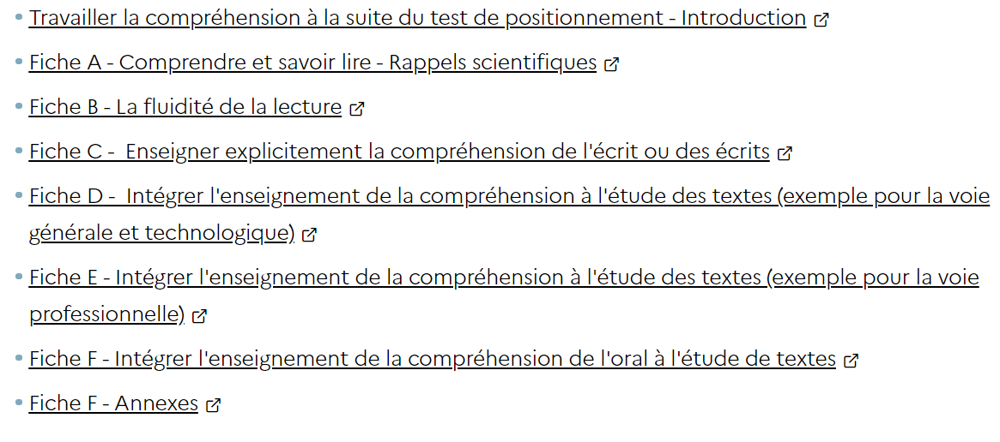 Travailler la compréhension à la suite du test de positionnement - Introduction
Fiche A - Comprendre et savoir lire - Rappels scientifiques
Fiche B - La fluidité de la lecture
Fiche C -  Enseigner explicitement la compréhension de l'écrit ou des écrits
Fiche D -  Intégrer l'enseignement de la compréhension à l'étude des textes (exemple pour la voie
générale et technologique)
Fiche E - Intégrer l'enseignement de la compréhension à l'étude des textes (exemple pour la voie
professionnelle)
Fiche F - Intégrer l'enseignement de la compréhension de l'oral à l'étude de textes
Fiche F - Annexes